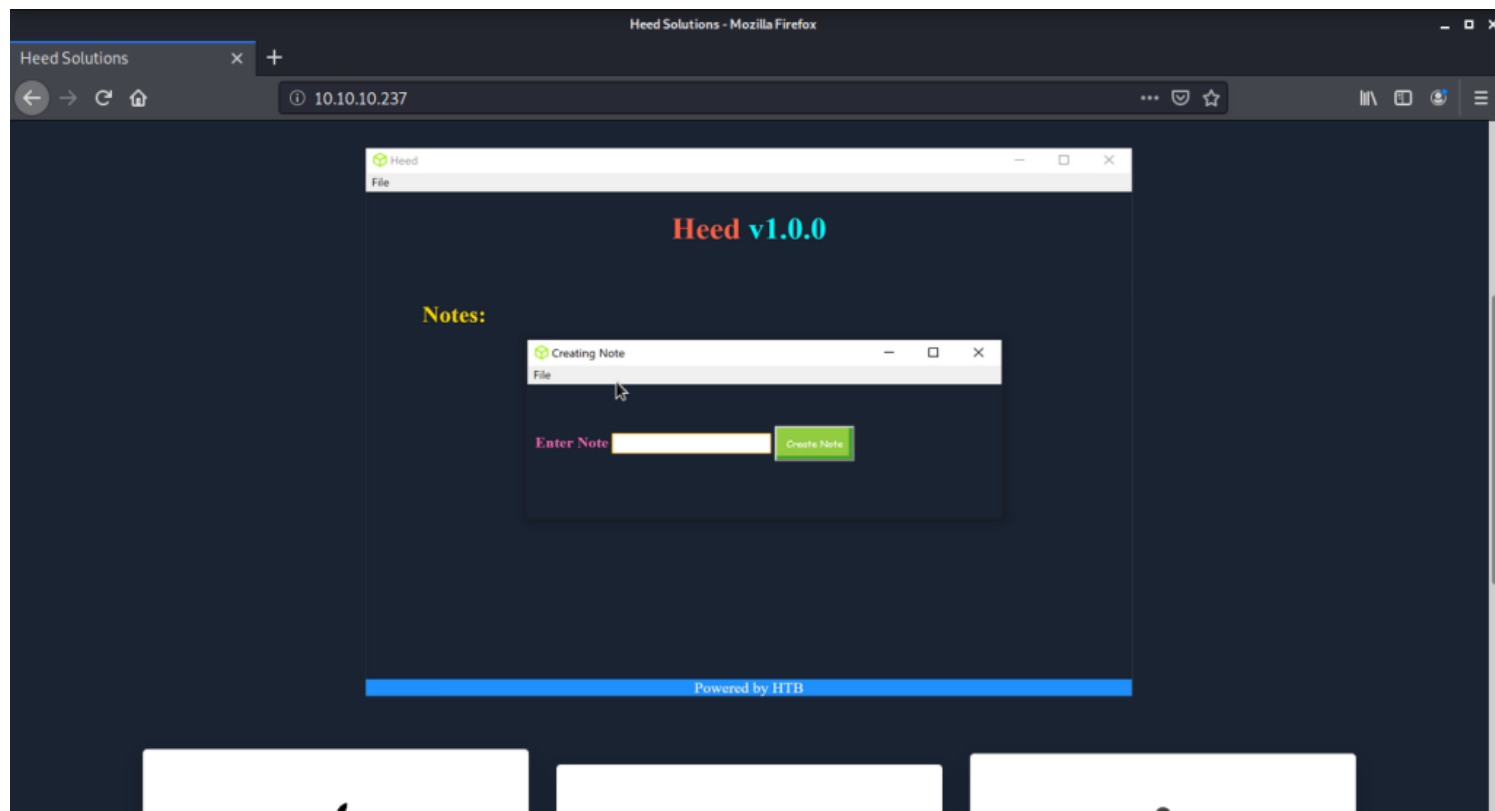 Heed Solutions - Mozilla Firefox
Heed Solutions
10.10.10.237
Heed
File
Heed v1.0.0
Notes:
Creating Note
File
Enter Note Create Note
Powered by HTB